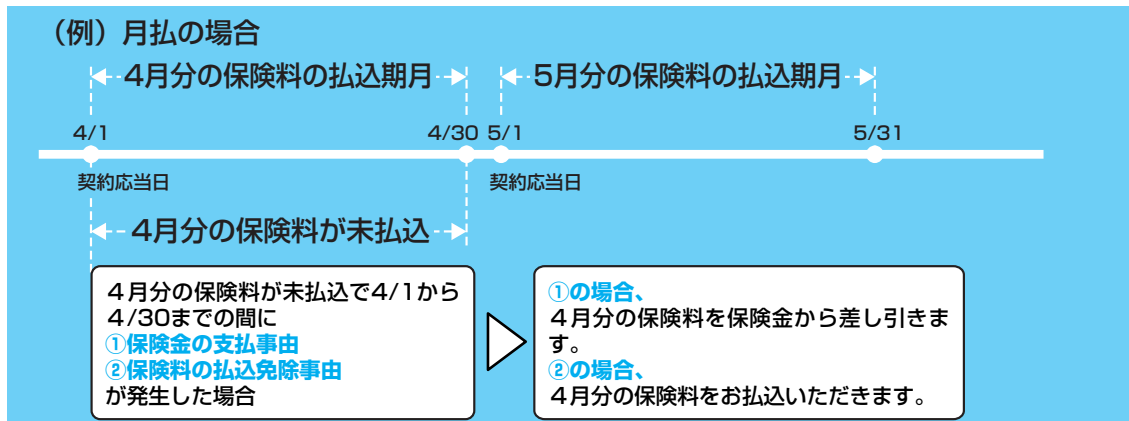 （例）月払の場合
4月分の保険料の払込期月
5月分の保険料の払込期月
4/1
4/30
5/1
5/31
契約応当日
契約応当日
4月分の保険料が未払込
４月分の保険料が未払込で4/1から
4/30までの間に
①保険金の支払事由
②保険料の払込免除事由
が発生した場合
①の場合、
４月分の保険料を保険金から差し引きま
す。
②の場合、
４月分の保険料をお払込いただきます。